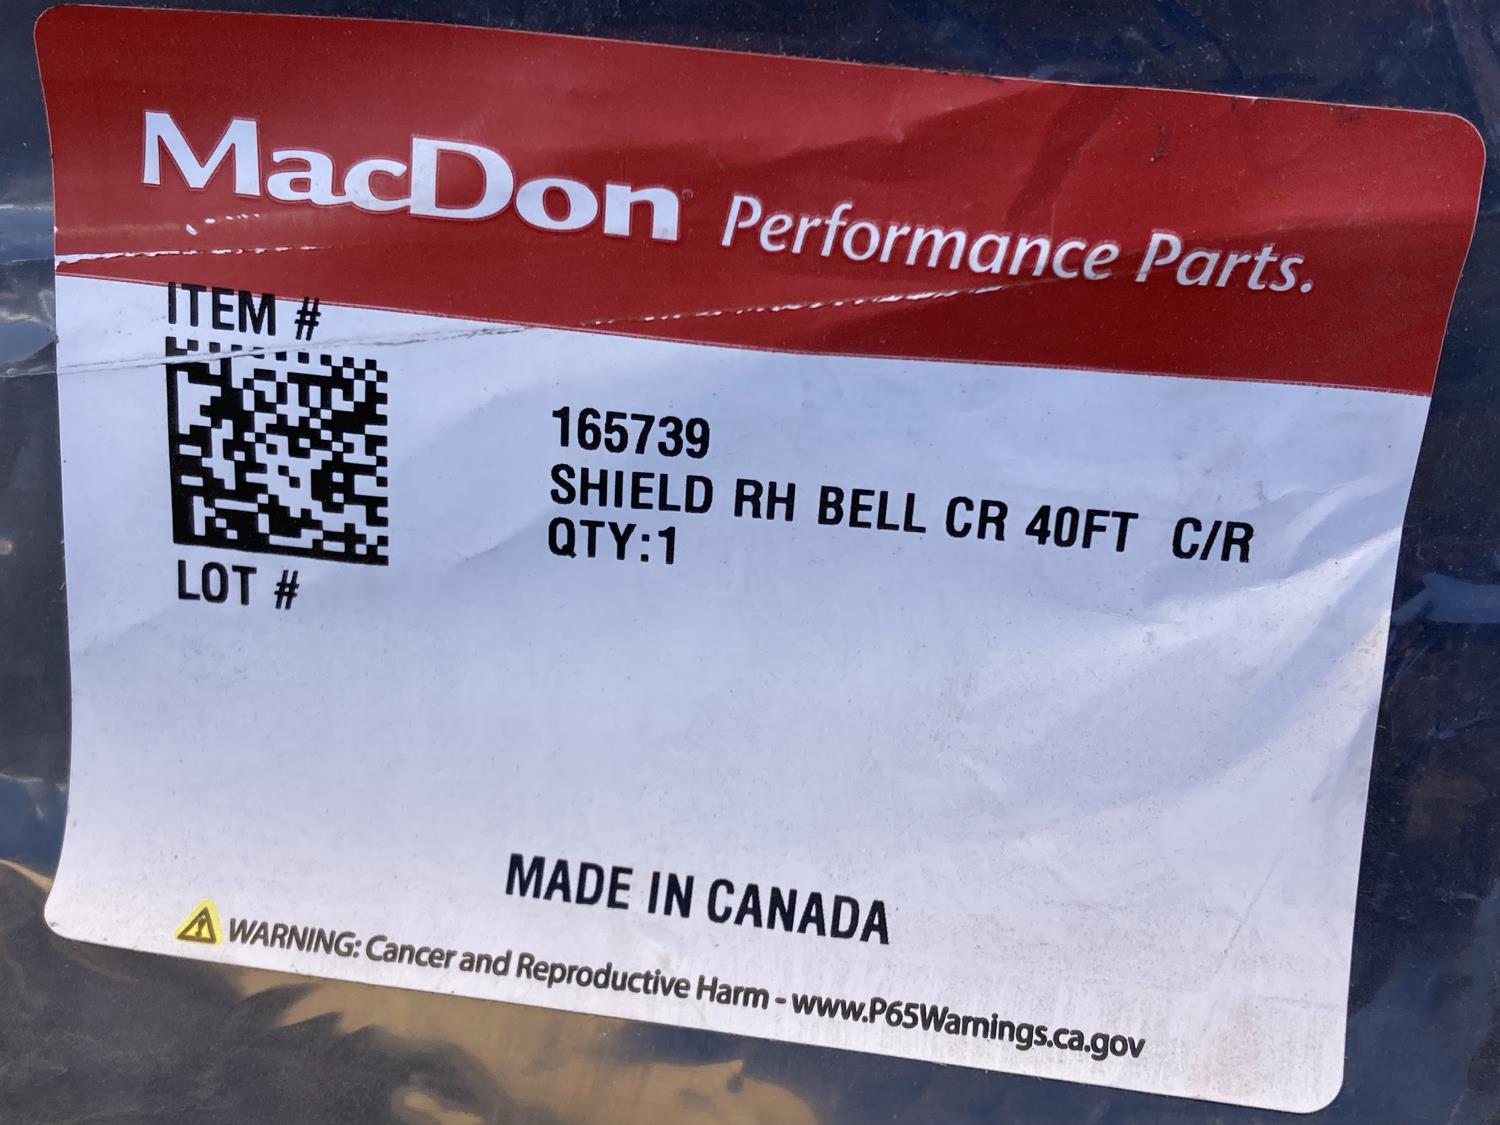 MacDon Performance Parts.
ITEM #
165739
SHIELD RH BELL CR 40FT C/R
QTY:1
LOT #
MADE IN CANADA
WARNING: Cancer and Reproductive Harm - www.P65Warnings.ca.gov